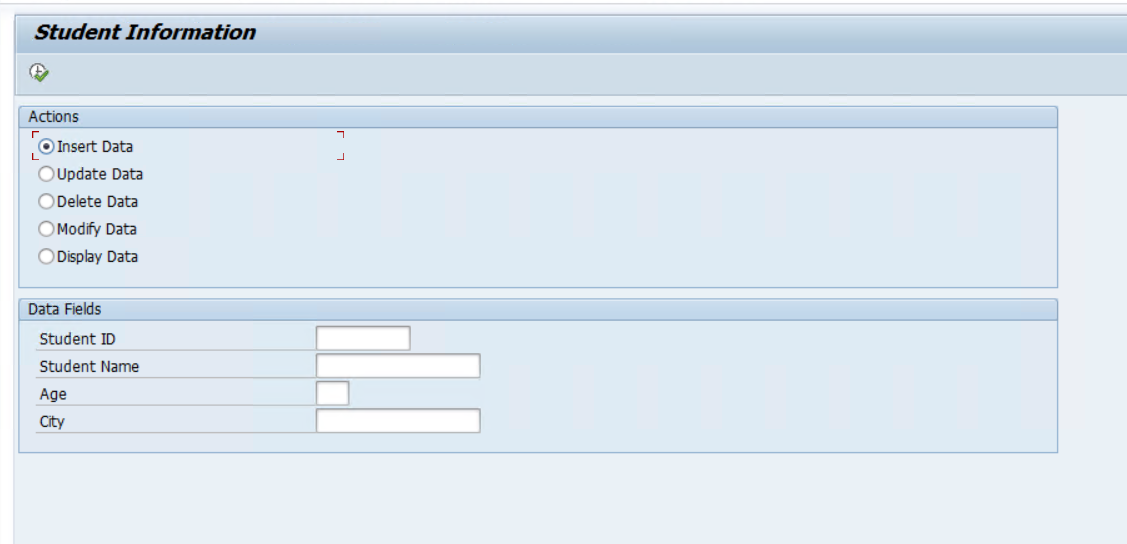 Student Information
Actions
Insert Data
Update Data
Delete Data
Modify Data
Display Data
Data Fields
Student ID
Student Name
Age
City